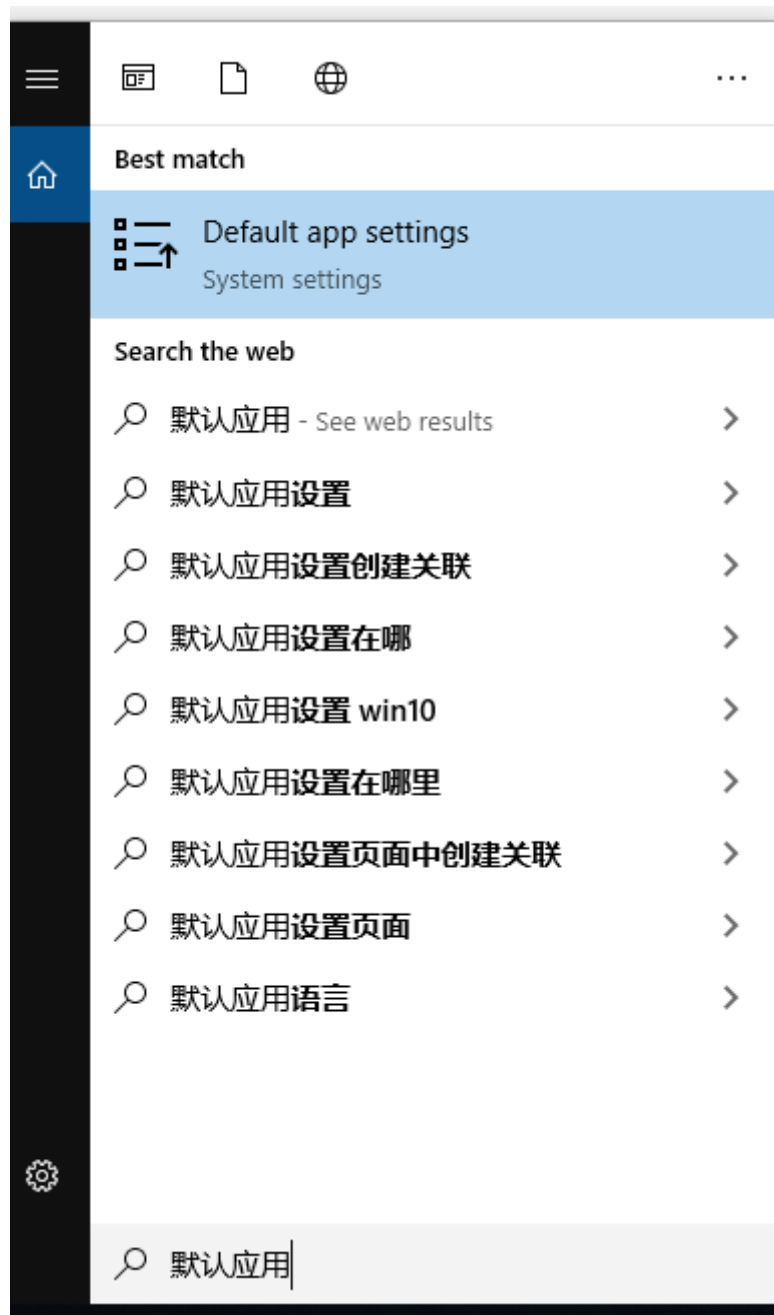 Best match
Default app settings
System settings
Search the web
默认应用 - See web results
默认应用设置
默认应用设置创建关联
默认应用设置在哪
默认应用设置 win10
默认应用设置在哪里
默认应用设置页面中创建关联
默认应用设置页面
默认应用语言
默认应用